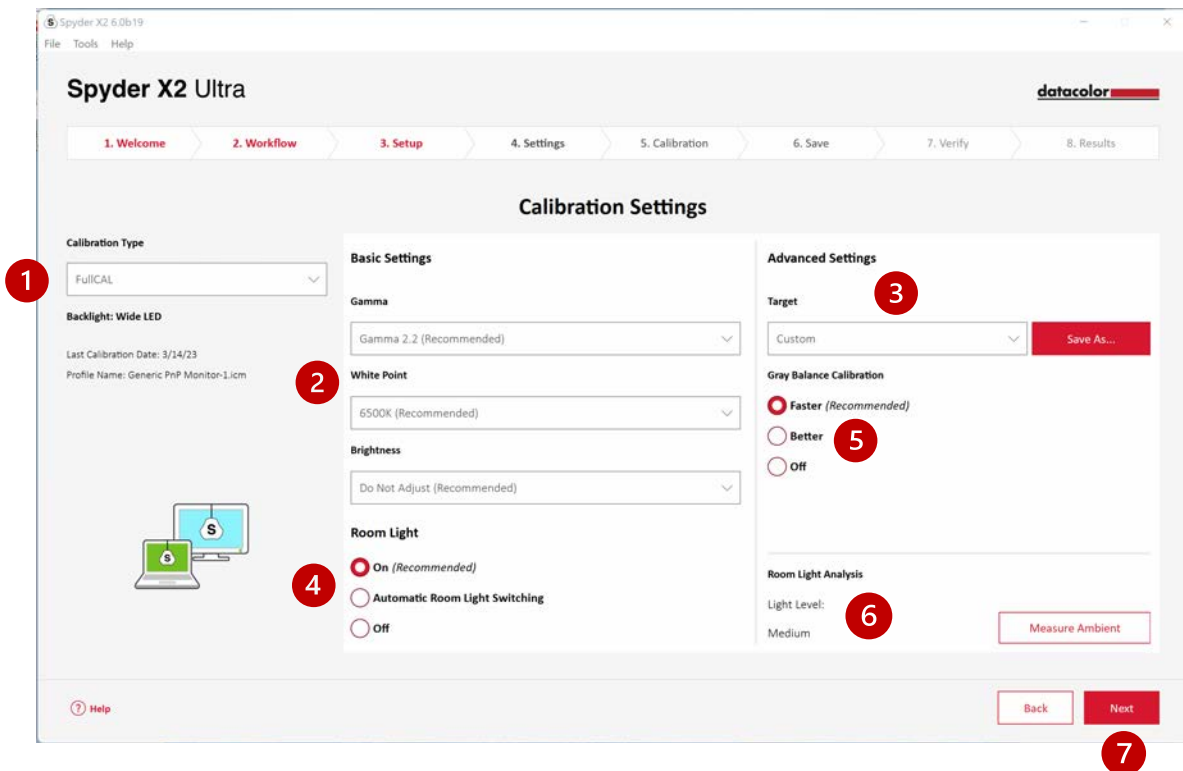 Spyder X2 6.0b19
File Tools Help
Spyder X2 Ultra
datacolor
1. Welcome
2. Workflow
3. Setup
4. Settings
5. Calibration
6. Save
7. Verify
8. Results
Calibration Settings
Calibration Type
1
FullCAL
Backlight: Wide LED
Last Calibration Date: 3/14/23
Profile Name: Generic PnP Monitor-1.icm
S
S
Basic Settings
Gamma
Gamma 2.2 (Recommended)
2
White Point
6500K (Recommended)
Brightness
Do Not Adjust (Recommended)
Room Light
4
On (Recommended)
Automatic Room Light Switching
Off
Advanced Settings
3
Target
Custom
Save As...
Gray Balance Calibration
Faster (Recommended)
Better
5
Off
Room Light Analysis
Light Level:
6
Medium
Measure Ambient
? Help
Back
Next
7